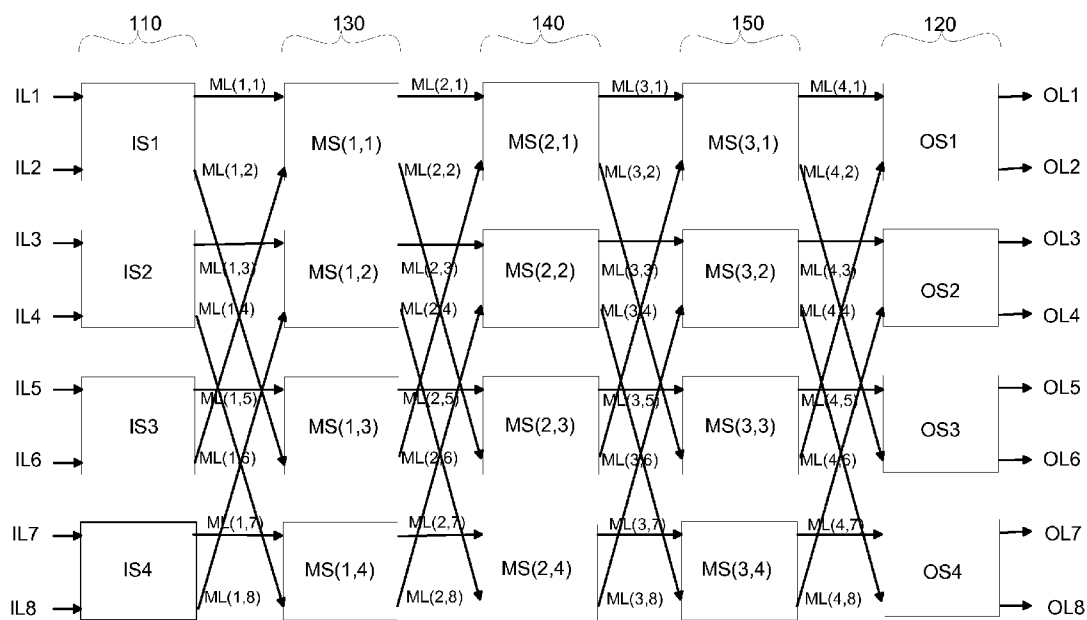 110 130 140 150 120
ML(1,1) ML(2,1) ML(3,1) ML(4,1)
IL1 OL1
IS1 MS(1,1) MS(2,1) MS(3,1) OS1
IL2 ML(1,2) ML(2,2) ML(3,2) ML(4,2) OL2
IL3 OL3
ML(1,3) ML(2,3) ML(3,3) ML(4,3)
IS2 MS(1,2) MS(2,2) MS(3,2) OS2
IL4 ML(1,4) ML(2,4) ML(3,4) ML(4,4) OL4
IL5 ML(1,5) ML(2,5) ML(3,5) ML(4,5) OL5
IS3 MS(1,3) MS(2,3) MS(3,3) OS3
IL6 ML(1,6) ML(2,6) ML(3,6) ML(4,6) OL6
IL7 ML(1,7) ML(2,7) ML(3,7) ML(4,7) OL7
IS4 MS(1,4) MS(2,4) MS(3,4) OS4
IL8 ML(1,8) ML(2,8) ML(3,8) ML(4,8) OL8